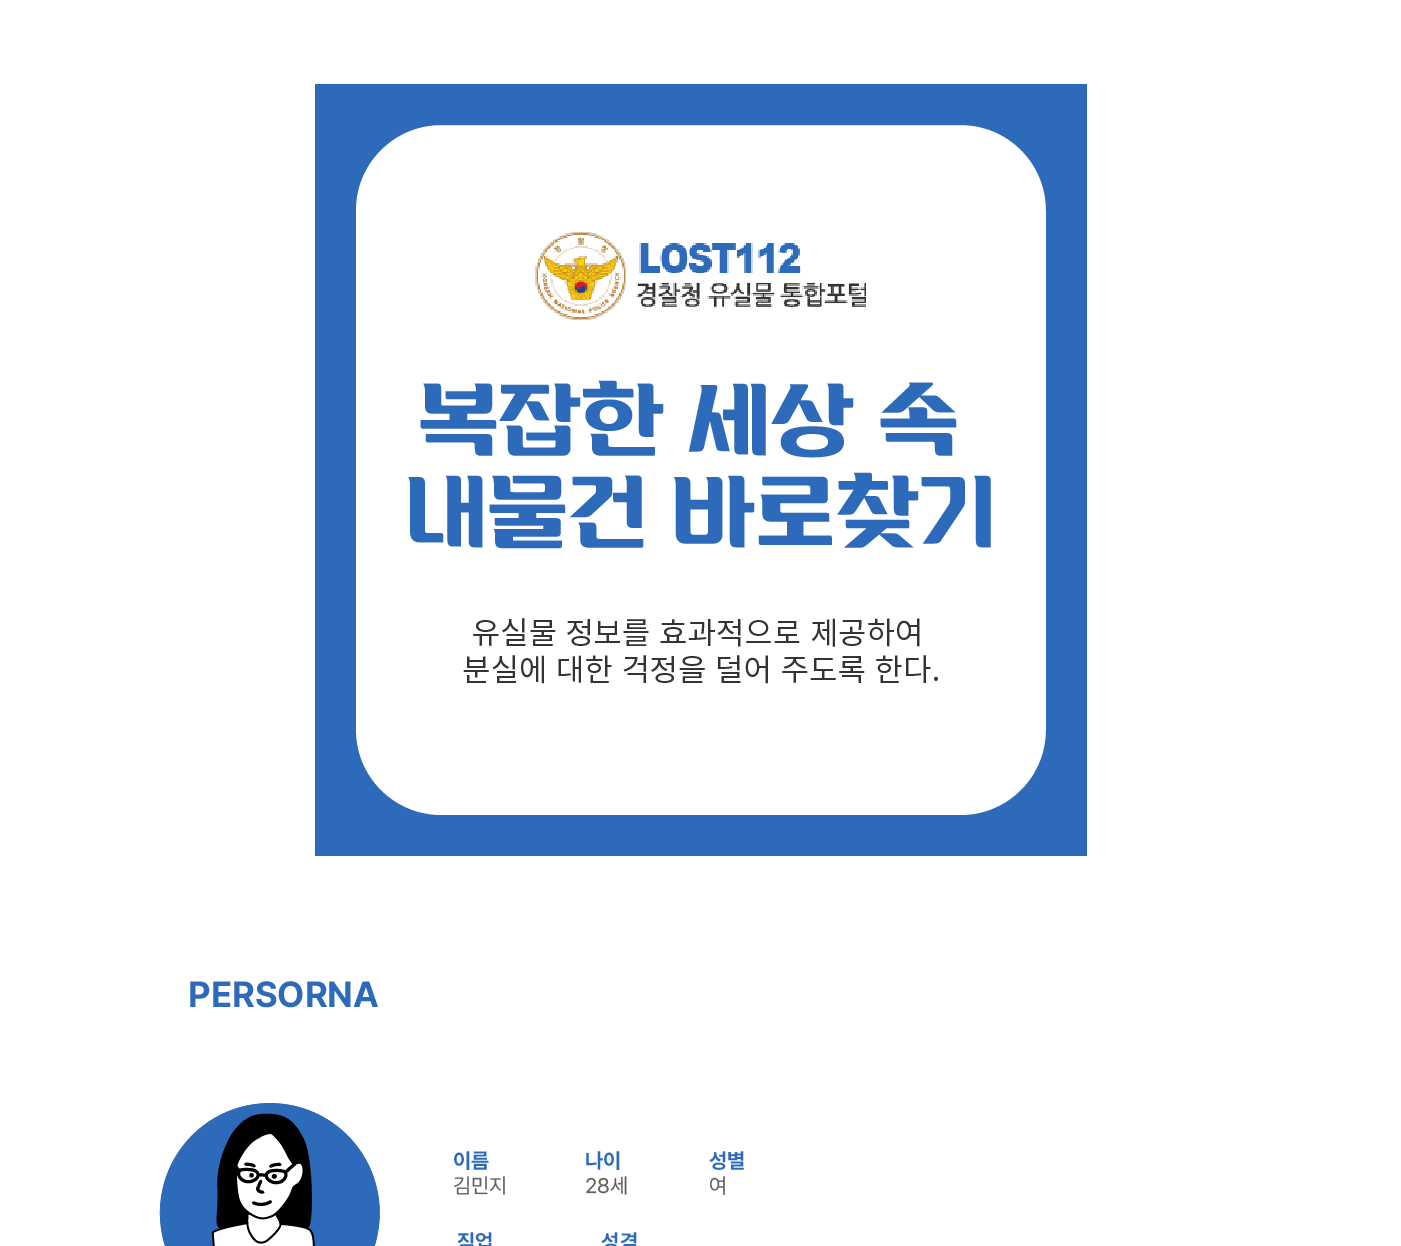 LOST112
경찰청 유실물 통합포털
복잡한 세상 속
내물건 바로찾기
유실물 정보를 효과적으로 제공하여
분실에 대한 걱정을 덜어 주도록 한다.
PERSORNA
이름 나이 성별
김민지 28세 여
직업 성격